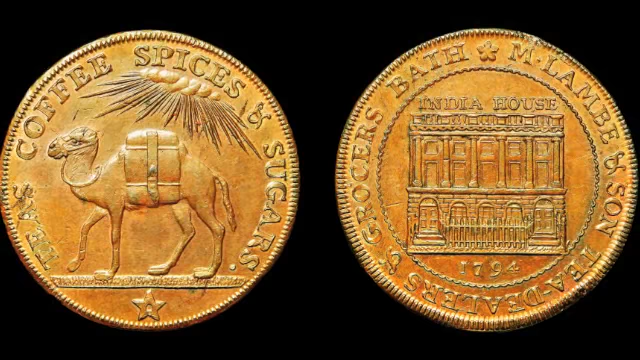 TEAS COFFEE SPICES & SUGARS.
M. LAMBE & SON TEA-DEALERS & GROCERS BATH
INDIA HOUSE
1794